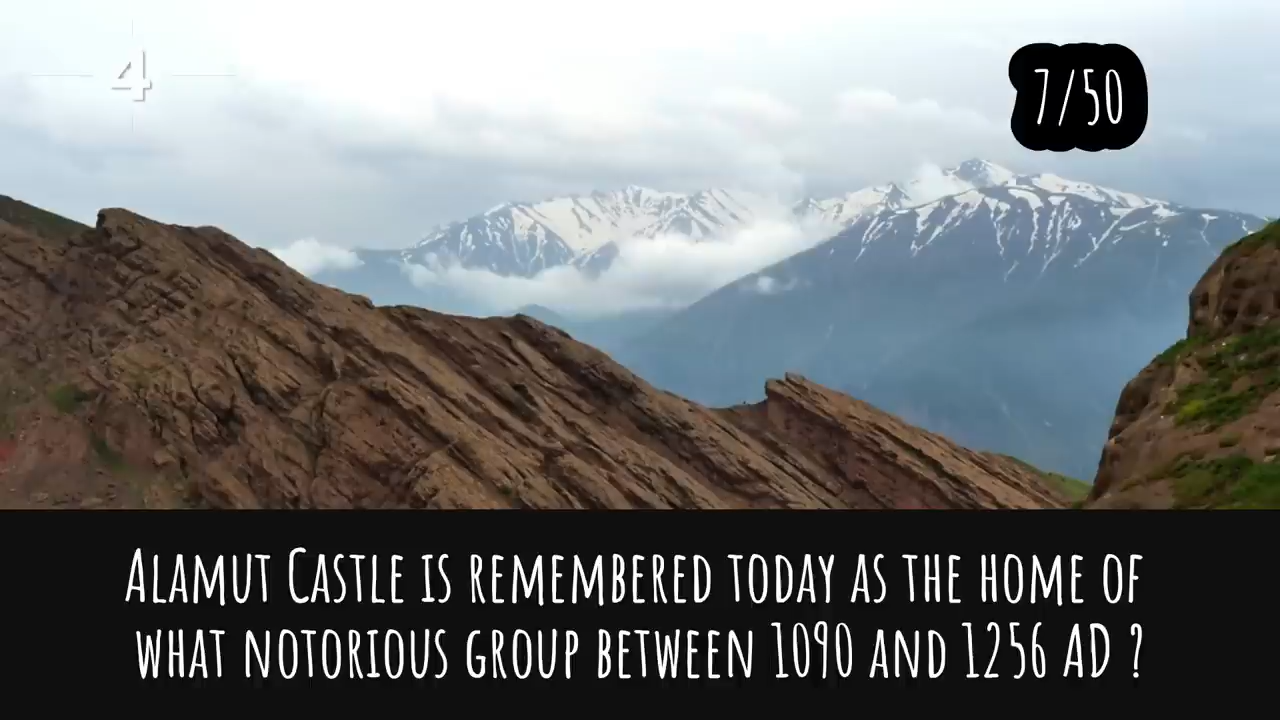 4
7/50
Alamut Castle is remembered today as the home of
what notorious group between 1090 and 1256 AD ?